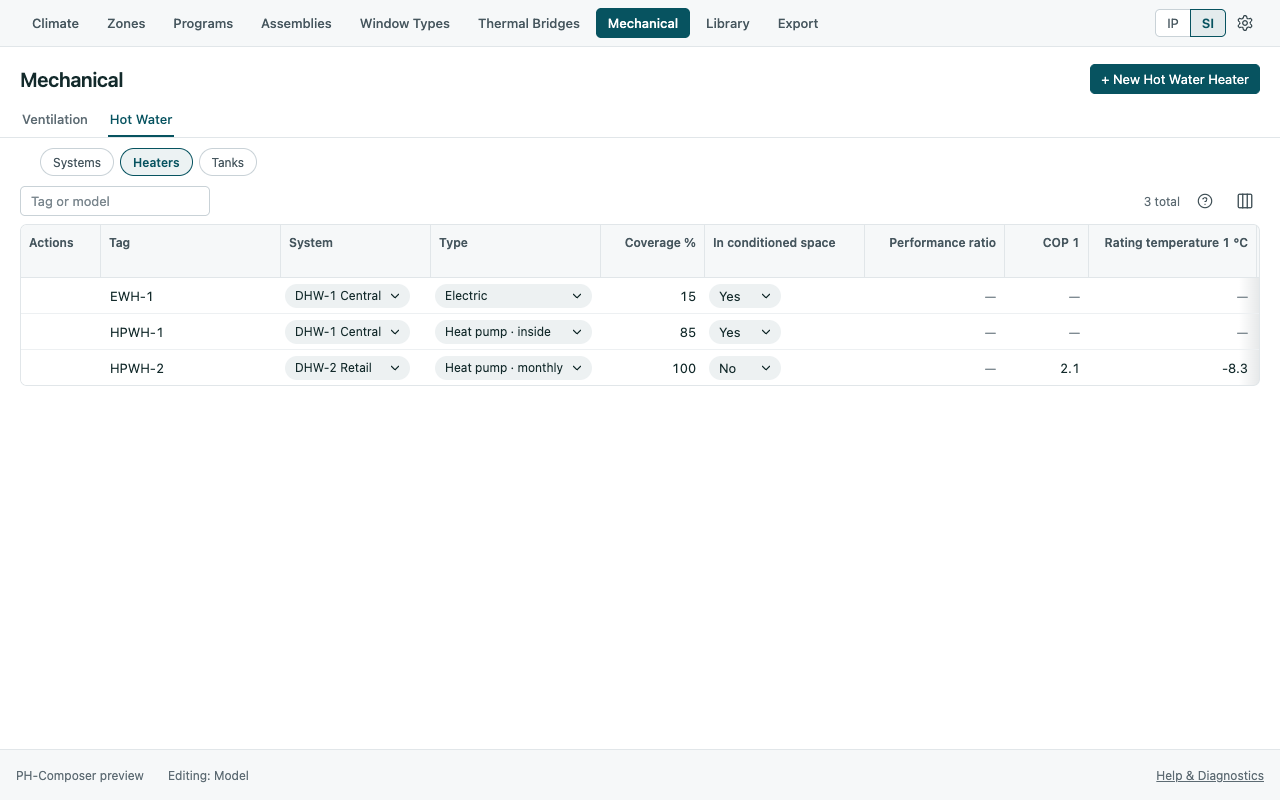 Climate Zones Programs Assemblies Window Types Thermal Bridges Mechanical Library Export IP SI
Mechanical
+ New Hot Water Heater
Ventilation Hot Water
Systems Heaters Tanks
Tag or model
3 total
Actions Tag System Type Coverage % In conditioned space Performance ratio COP 1 Rating temperature 1 °C
EWH-1 DHW-1 Central Electric 15 Yes — — —
HPWH-1 DHW-1 Central Heat pump · inside 85 Yes — — —
HPWH-2 DHW-2 Retail Heat pump · monthly 100 No — 2.1 -8.3
PH-Composer preview Editing: Model Help & Diagnostics